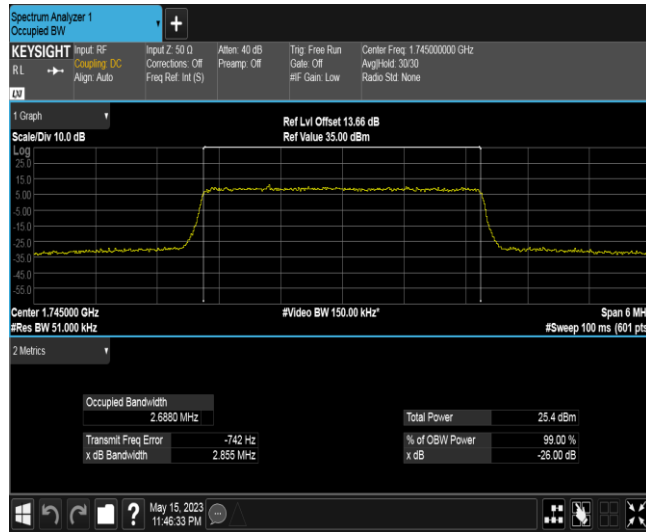 Spectrum Analyzer 1
Occupied BW
+
KEYSIGHT Input: RF Input Z: 50 Ω Atten: 40 dB Trig: Free Run Center Freq: 1.745000000 GHz
RL Coupling: DC Corrections: Off Preamp: Off Gate: Off Avg|Hold: 30/30
Align: Auto Freq Ref: Int (S) #IF Gain: Low Radio Std: None
LXI
1 Graph
Ref Lvl Offset 13.66 dB
Scale/Div 10.0 dB Ref Value 35.00 dBm
Log
25.0
15.0
5.00
-5.00
-15.0
-25.0
-35.0
-45.0
-55.0
Center 1.745000 GHz #Video BW 150.00 kHz* Span 6 MH
#Res BW 51.000 kHz #Sweep 100 ms (601 pts
2 Metrics
Occupied Bandwidth
2.6880 MHz Total Power 25.4 dBm
Transmit Freq Error -742 Hz % of OBW Power 99.00 %
x dB Bandwidth 2.855 MHz x dB -26.00 dB
? May 15, 2023
11:46:33 PM